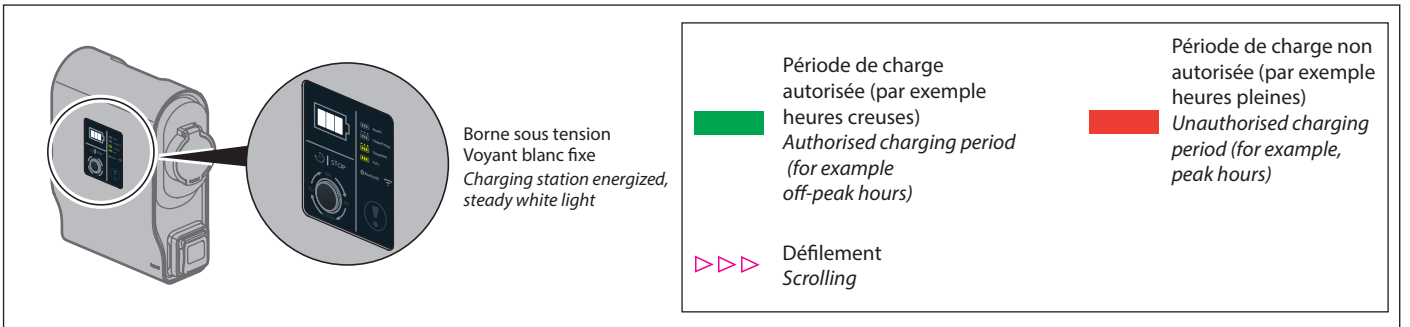 STOP
Borne sous tension
Voyant blanc fixe
Charging station energized,
steady white light
Période de charge
autorisée (par exemple
heures creuses)
Authorised charging period
(for example
off-peak hours)
Période de charge non
autorisée (par exemple
heures pleines)
Unauthorised charging
period (for example,
peak hours)
Défilement
Scrolling